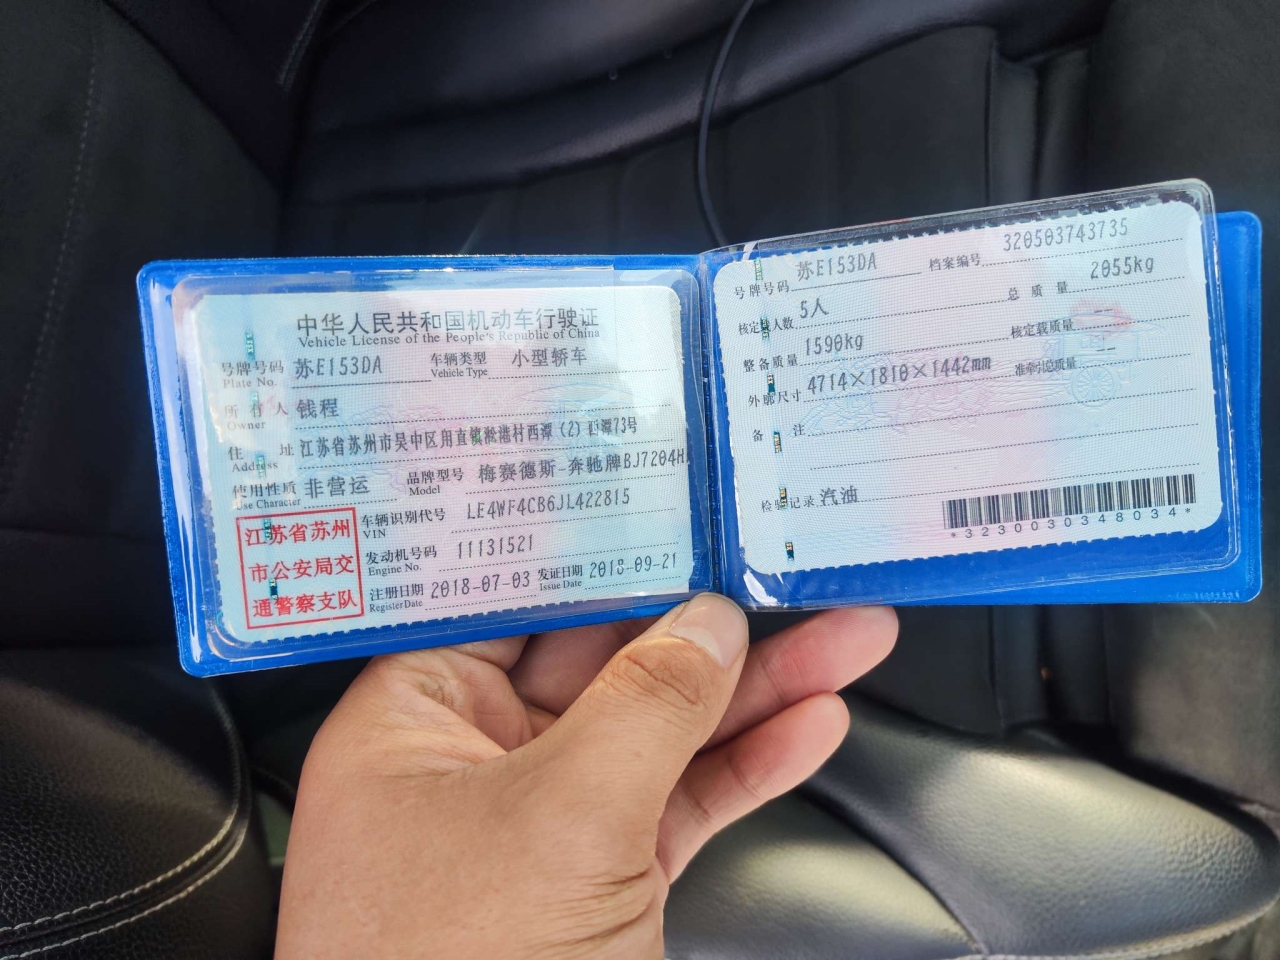 中华人民共和国机动车行驶证
Vehicle License of the People's Republic of China
号牌号码 苏E153DA 车辆类型 小型轿车
Plate No. Vehicle Type
所有人 钱程
Owner
住址 江苏省苏州市吴中区甪直镇淞港村西潭(2)西潭73号
Address
使用性质 非营运 品牌型号 梅赛德斯-奔驰牌BJ7204H
Use Character Model
江苏省苏州
市公安局交
通警察支队
车辆识别代号 LE4WF4CB6JL422815
VIN
发动机号码 11131521
Engine No.
注册日期 2018-07-03 发证日期 2018-09-21
Register Date Issue Date
号牌号码 苏E153DA 档案编号 320503743735
核定载人数 5人 总质量 2055kg
整备质量 1590kg 核定载质量 --
外廓尺寸 4714×1810×1442mm 准牵引总质量 --
备注
检验记录 汽油
*3230030348034*